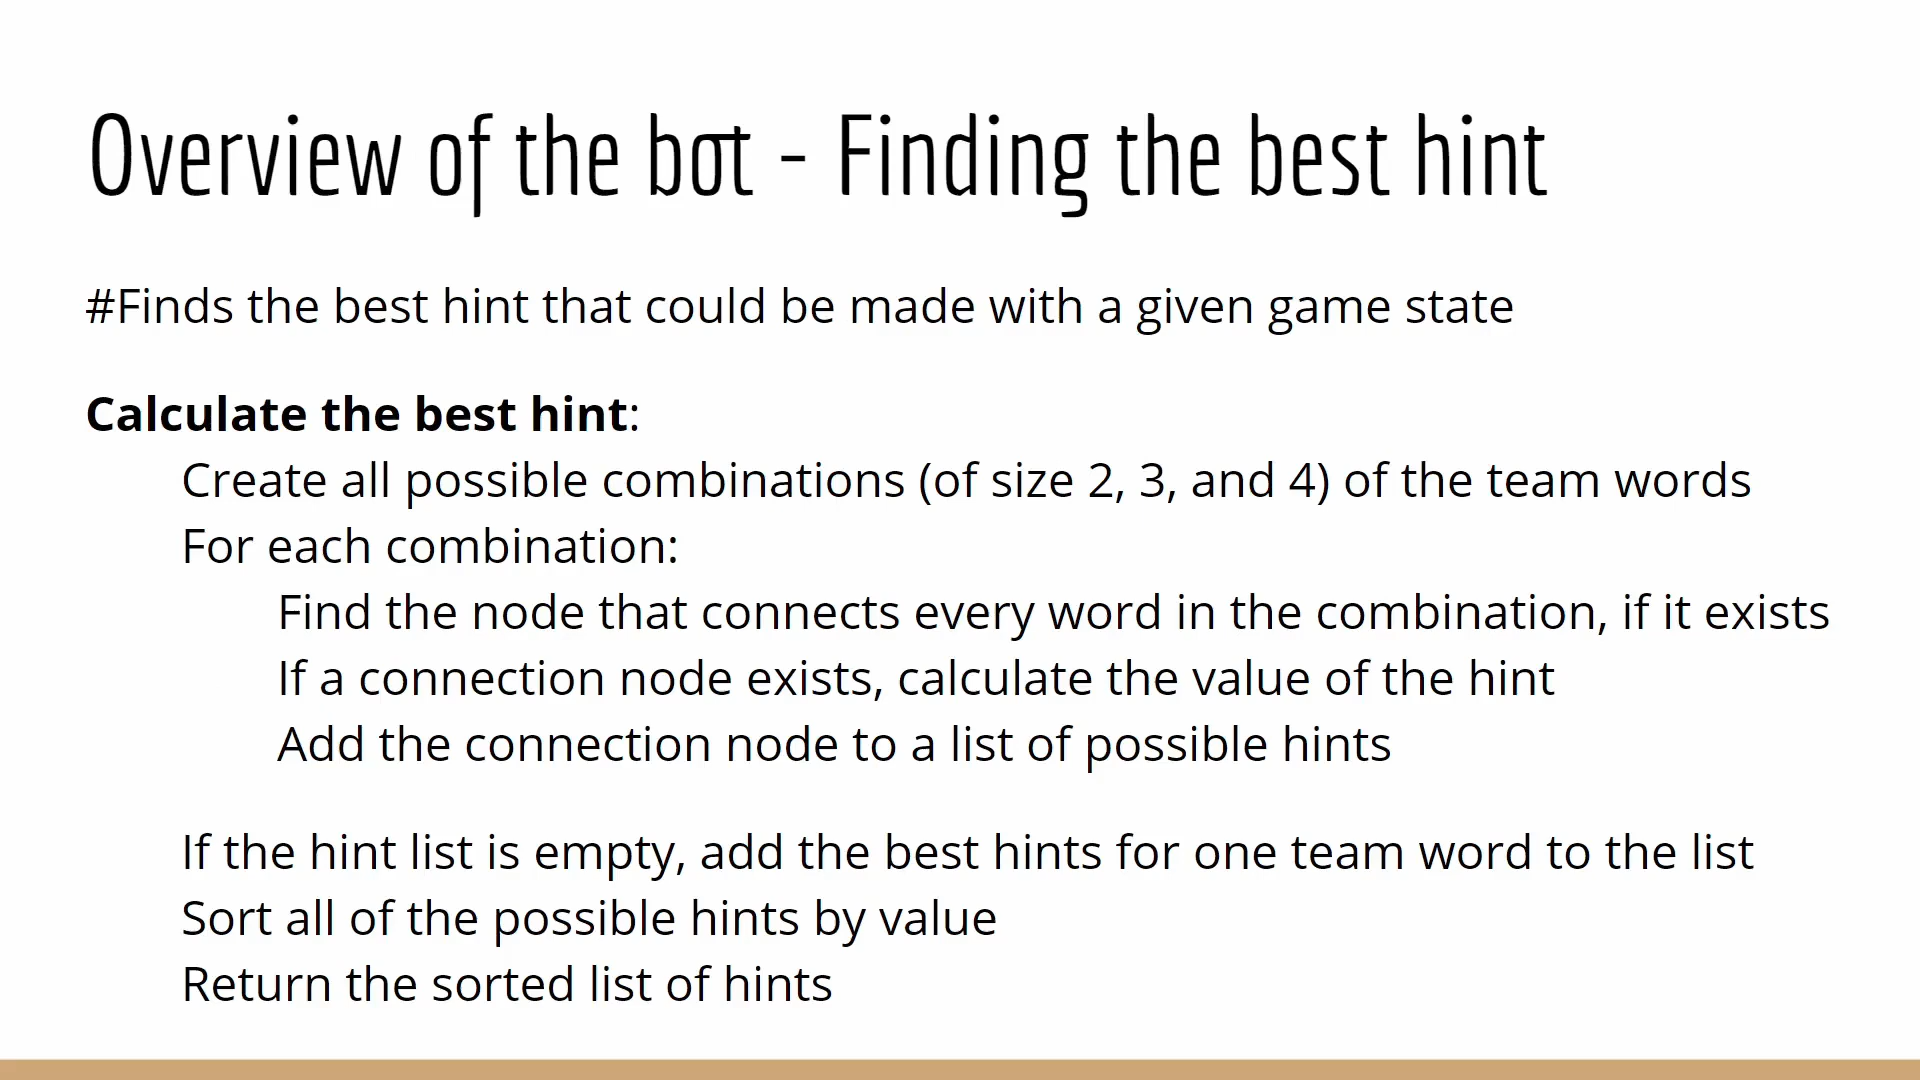 Overview of the bot - Finding the best hint
#Finds the best hint that could be made with a given game state
Calculate the best hint:
Create all possible combinations (of size 2, 3, and 4) of the team words
For each combination:
Find the node that connects every word in the combination, if it exists
If a connection node exists, calculate the value of the hint
Add the connection node to a list of possible hints
If the hint list is empty, add the best hints for one team word to the list
Sort all of the possible hints by value
Return the sorted list of hints